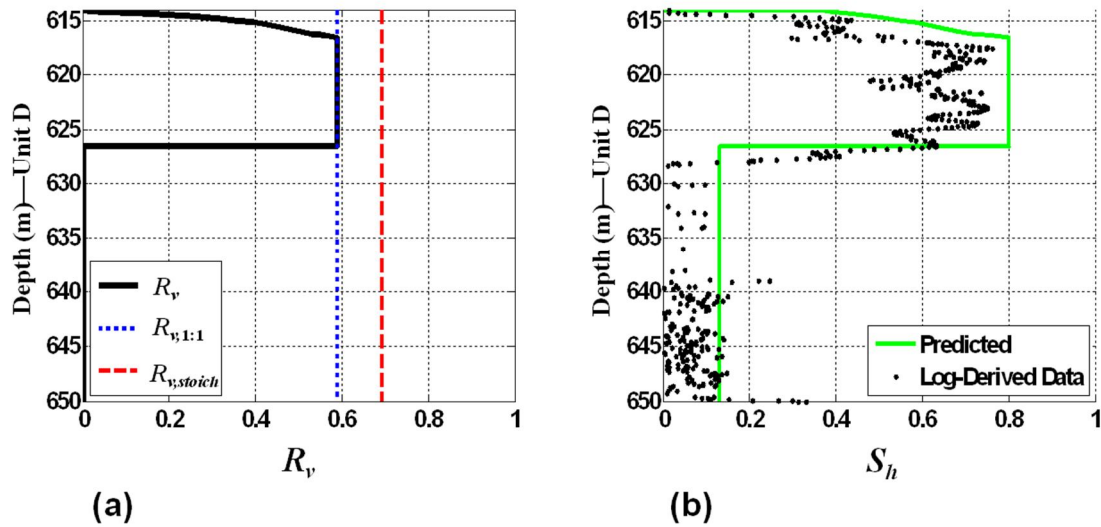 Depth (m)—Unit D
614
620
625
630
635
640
645
650
0
0.2
0.4
0.6
0.8
1
Rv
Rv,1:1
Rv,stoich
Rv
(a)
Depth (m)—Unit D
614
620
625
630
635
640
645
650
0
0.2
0.4
0.6
0.8
1
Predicted
Log-Derived Data
Sh
(b)